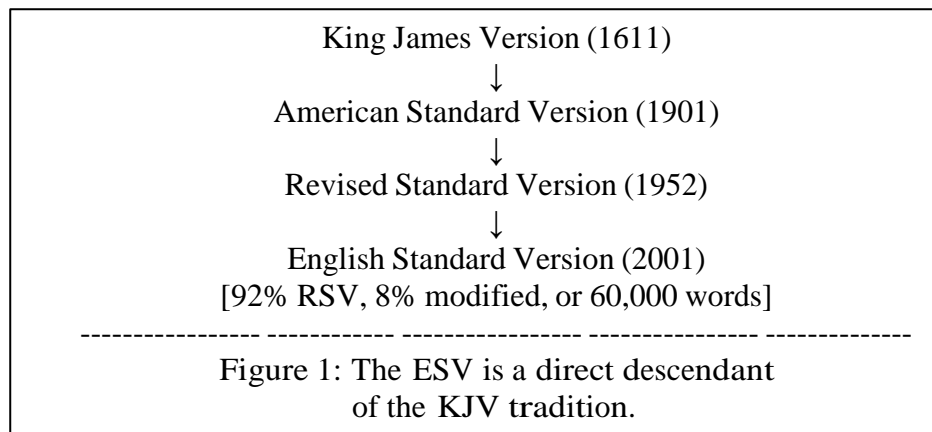 King James Version (1611)
↓
American Standard Version (1901)
↓
Revised Standard Version (1952)
↓
English Standard Version (2001)
[92% RSV, 8% modified, or 60,000 words]
----------------- ------------ ----------------- ---------------- --------------
Figure 1: The ESV is a direct descendant
of the KJV tradition.